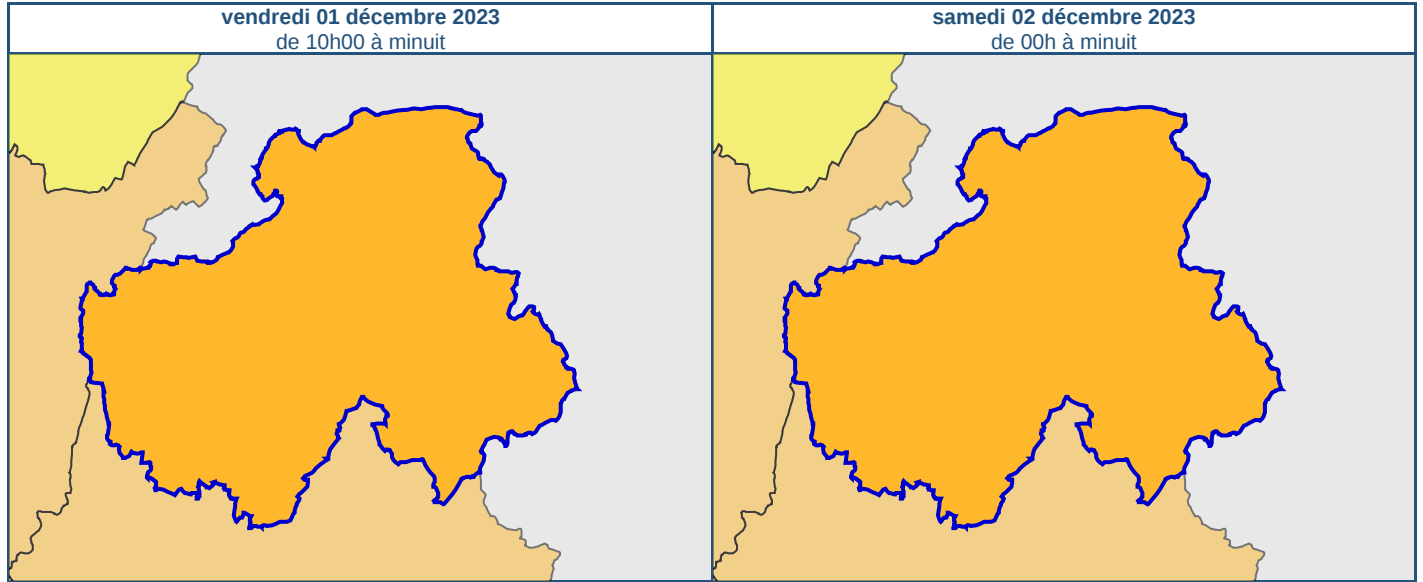 vendredi 01 décembre 2023
de 10h00 à minuit
samedi 02 décembre 2023
de 00h à minuit